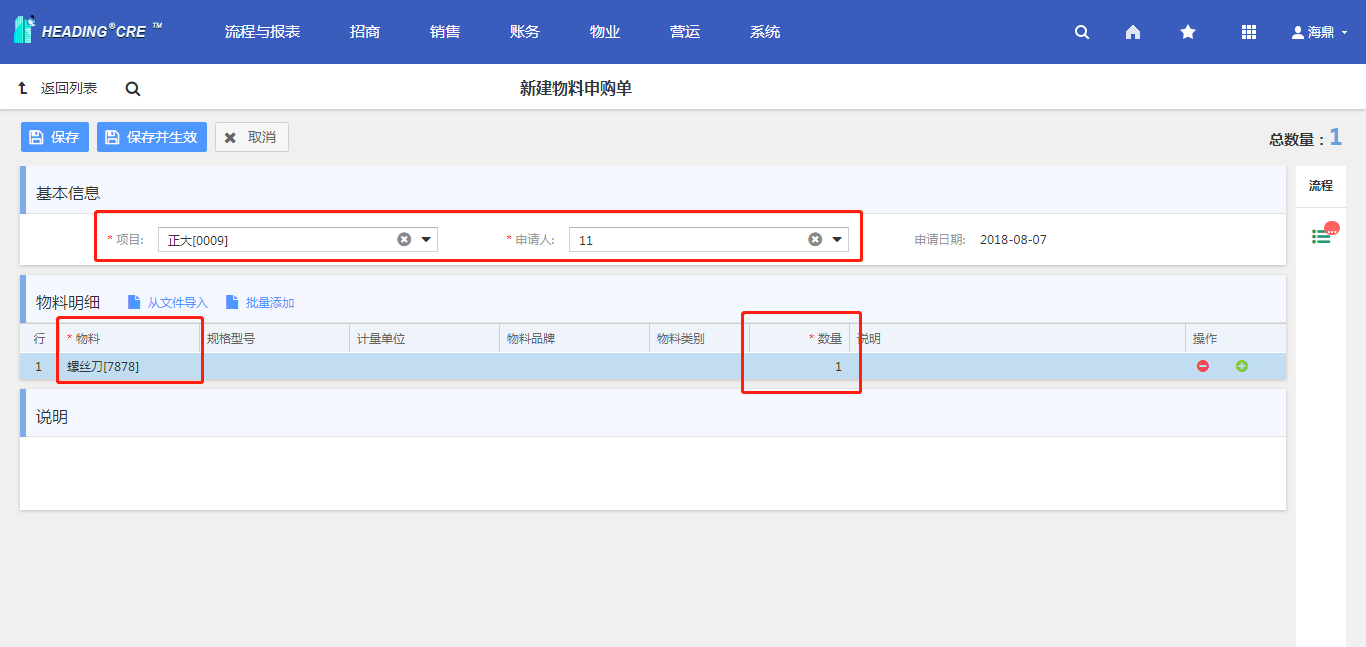 HEADING®CRE ™ 流程与报表 招商 销售 账务 物业 营运 系统 海鼎
返回列表 新建物料申购单
保存 保存并生效 取消 总数量：1
基本信息 流程
* 项目: 正大[0009] * 申请人: 11 申请日期: 2018-08-07
物料明细 从文件导入 批量添加
行 * 物料 规格型号 计量单位 物料品牌 物料类别 * 数量 说明 操作
1 螺丝刀[7878] 1
说明